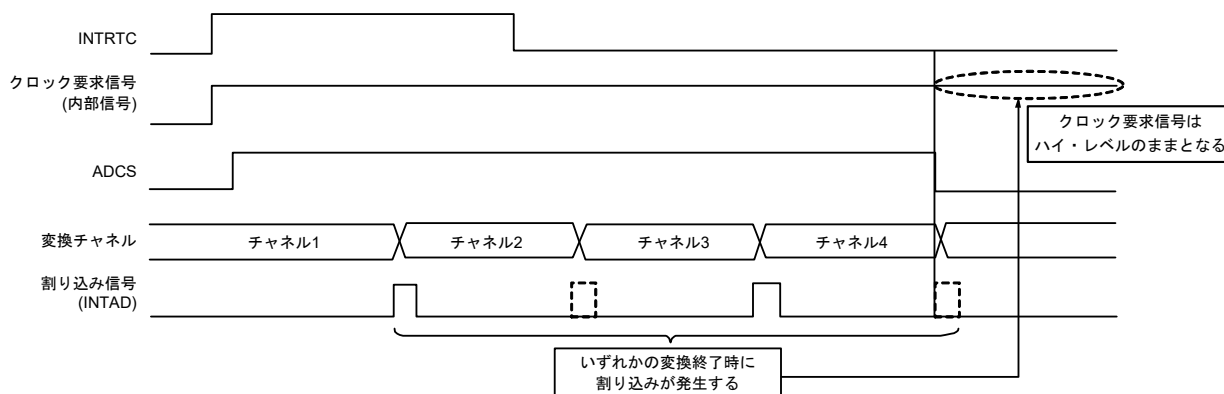 INTRTC
クロック要求信号
(内部信号)
クロック要求信号は
ハイ・レベルのままとなる
ADCS
変換チャネル
チャネル1
チャネル2
チャネル3
チャネル4
割り込み信号
(INTAD)
いずれかの変換終了時に
割り込みが発生する